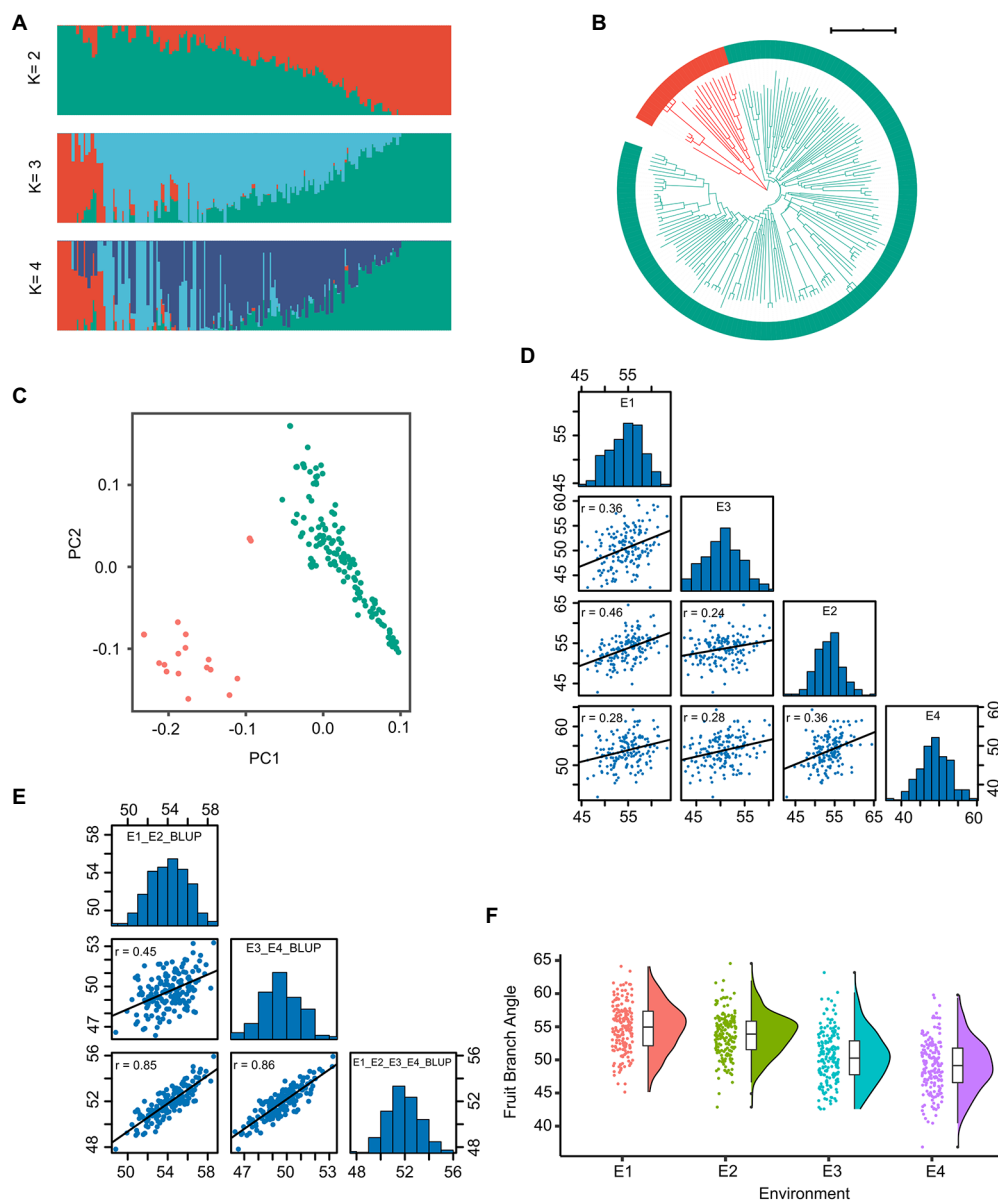 A
K= 2
K= 3
K= 4
B
C
PC2
0.1
0.0
-0.1
-0.2
-0.1
0.0
0.1
PC1
D
45
55
E1
55
45
r = 0.36
E3
60
55
50
45
r = 0.46
r = 0.24
E2
65
55
45
r = 0.28
r = 0.28
r = 0.36
E4
60
50
60
50
40
45
55
45
55
45
55
65
40
60
E
50
54
58
E1_E2_BLUP
58
54
50
r = 0.45
E3_E4_BLUP
53
50
47
r = 0.85
r = 0.86
E1_E2_E3_E4_BLUP
56
52
48
56
52
48
50
54
58
47
50
53
48
52
56
F
Fruit Branch Angle
65
60
55
50
45
40
E1
E2
E3
E4
Environment